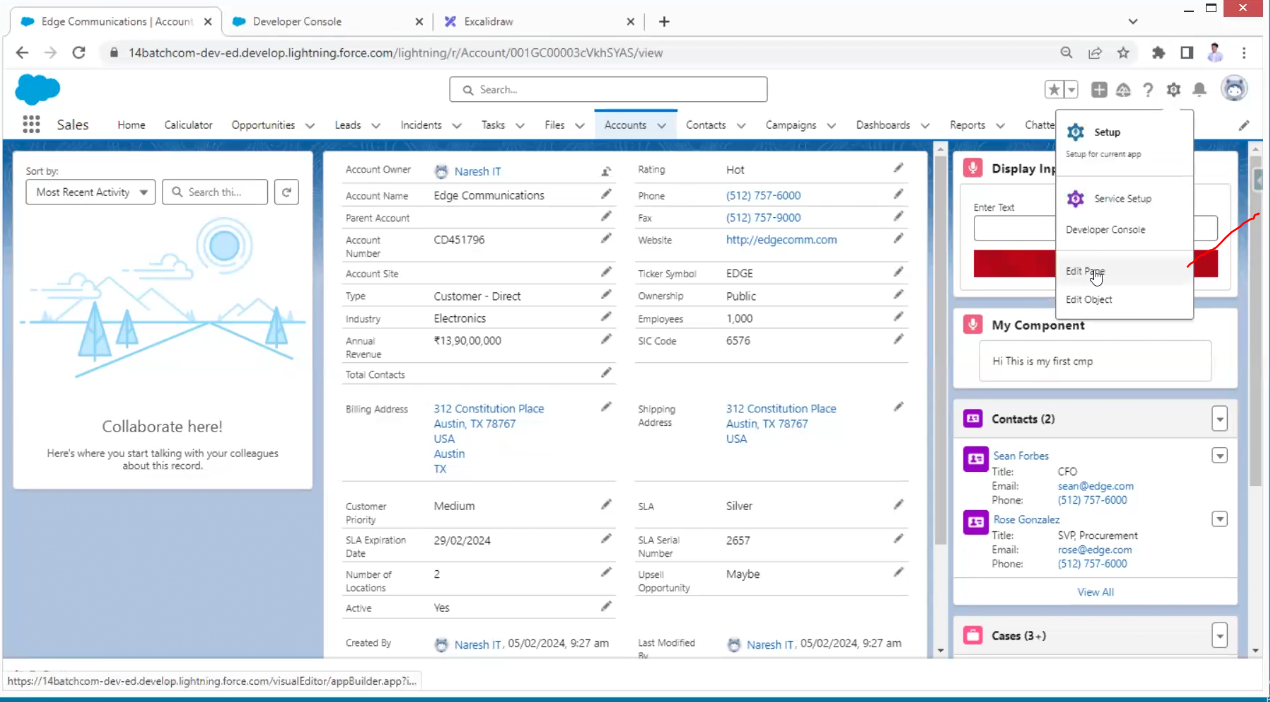 Edge Communications | Account
Developer Console
Excalidraw
14batchcom-dev-ed.develop.lightning.force.com/lightning/r/Account/001GC00003cVkhSYAS/view
Search...
Sales
Home
Calculator
Opportunities
Leads
Incidents
Tasks
Files
Accounts
Contacts
Campaigns
Dashboards
Reports
Chatte
Sort by:
Most Recent Activity
Search thi...
Collaborate here!
Here's where you start talking with your colleagues
about this record.
Account Owner
Naresh IT
Rating
Hot
Account Name
Edge Communications
Phone
(512) 757-6000
Parent Account
Fax
(512) 757-9000
Account
Number
CD451796
Website
http://edgecomm.com
Account Site
Ticker Symbol
EDGE
Type
Customer - Direct
Ownership
Public
Industry
Electronics
Employees
1,000
Annual
Revenue
₹13,90,00,000
SIC Code
6576
Total Contacts
Billing Address
312 Constitution Place
Austin, TX 78767
USA
Austin
TX
Shipping
Address
312 Constitution Place
Austin, TX 78767
USA
Customer
Priority
Medium
SLA
Silver
SLA Expiration
Date
29/02/2024
SLA Serial
Number
2657
Number of
Locations
2
Upsell
Opportunity
Maybe
Active
Yes
Created By
Naresh IT, 05/02/2024, 9:27 am
Last Modified
By
Naresh IT, 05/02/2024, 9:27 am
Display Inp
Enter Text
Setup
Setup for current app
Service Setup
Developer Console
Edit Page
Edit Object
My Component
Hi This is my first cmp
Contacts (2)
Sean Forbes
Title: CFO
Email: sean@edge.com
Phone: (512) 757-6000
Rose Gonzalez
Title: SVP, Procurement
Email: rose@edge.com
Phone: (512) 757-6000
View All
Cases (3+)
https://14batchcom-dev-ed.develop.lightning.force.com/visualEditor/appBuilder.app?i...